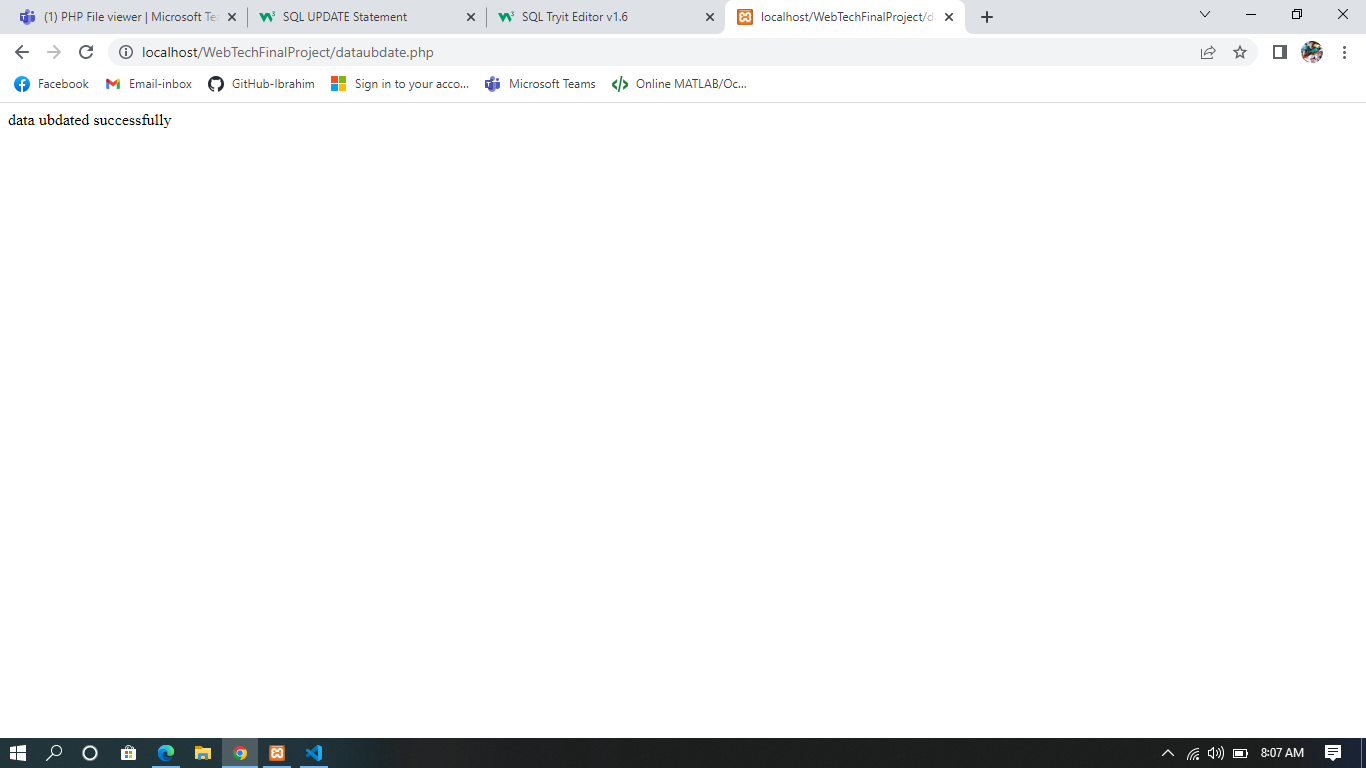 (1) PHP File viewer | Microsoft Te
SQL UPDATE Statement
SQL Tryit Editor v1.6
localhost/WebTechFinalProject/d
localhost/WebTechFinalProject/dataubdate.php
Facebook
Email-inbox
GitHub-Ibrahim
Sign in to your acco...
Microsoft Teams
Online MATLAB/Oc...
data ubdated successfully
8:07 AM